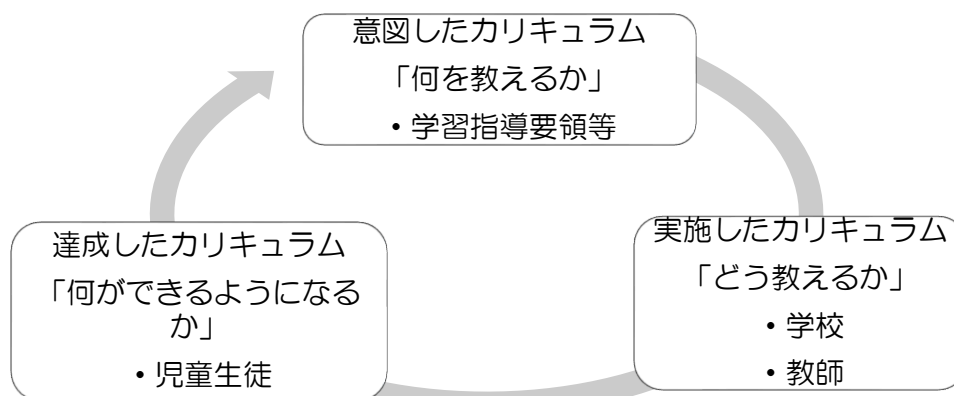 意図したカリキュラム
「何を教えるか」
・学習指導要領等
達成したカリキュラム
「何ができるようになる
か」
・児童生徒
実施したカリキュラム
「どう教えるか」
・学校
・教師